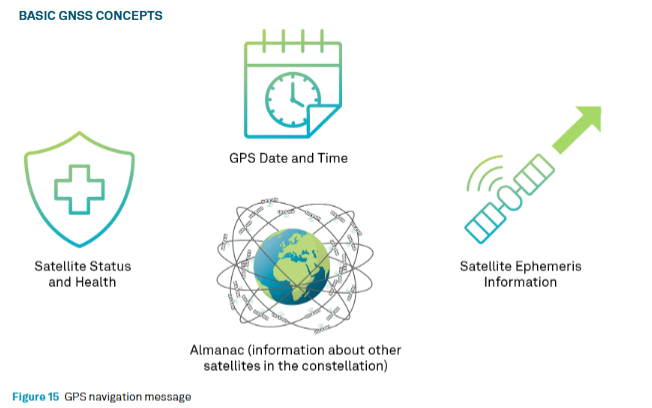 BASIC GNSS CONCEPTS
GPS Date and Time
Satellite Status
and Health
Satellite Ephemeris
Information
Almanac (information about other
satellites in the constellation)
Figure 15 GPS navigation message